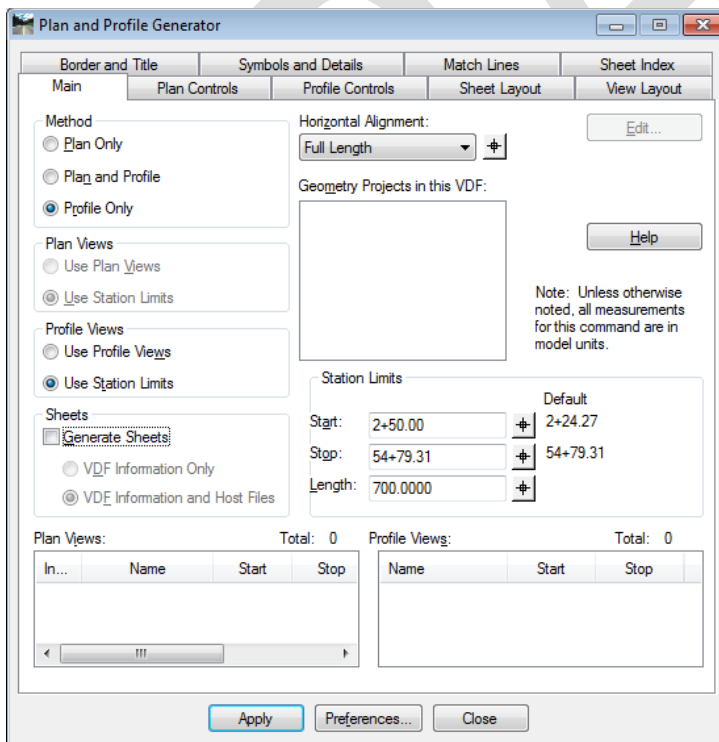 Plan and Profile Generator
Border and Title Symbols and Details Match Lines Sheet Index
Main Plan Controls Profile Controls Sheet Layout View Layout
Method
Plan Only
Plan and Profile
Profile Only
Horizontal Alignment:
Full Length
Edit...
Geometry Projects in this VDF:
Help
Plan Views
Use Plan Views
Use Station Limits
Note: Unless otherwise
noted, all measurements
for this command are in
model units.
Profile Views
Use Profile Views
Use Station Limits
Station Limits
Default
Start: 2+50.00 2+24.27
Stop: 54+79.31 54+79.31
Length: 700.0000
Sheets
Generate Sheets
VDF Information Only
VDF Information and Host Files
Plan Views: Total: 0
In... Name Start Stop
Profile Views: Total: 0
Name Start Stop
Apply Preferences... Close